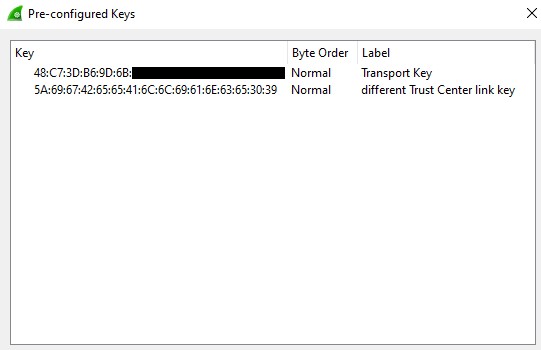 Pre-configured Keys
Key Byte Order Label
48:C7:3D:B6:9D:6B: Normal Transport Key
5A:69:67:42:65:65:41:6C:6C:69:61:6E:63:65:30:39 Normal different Trust Center link key